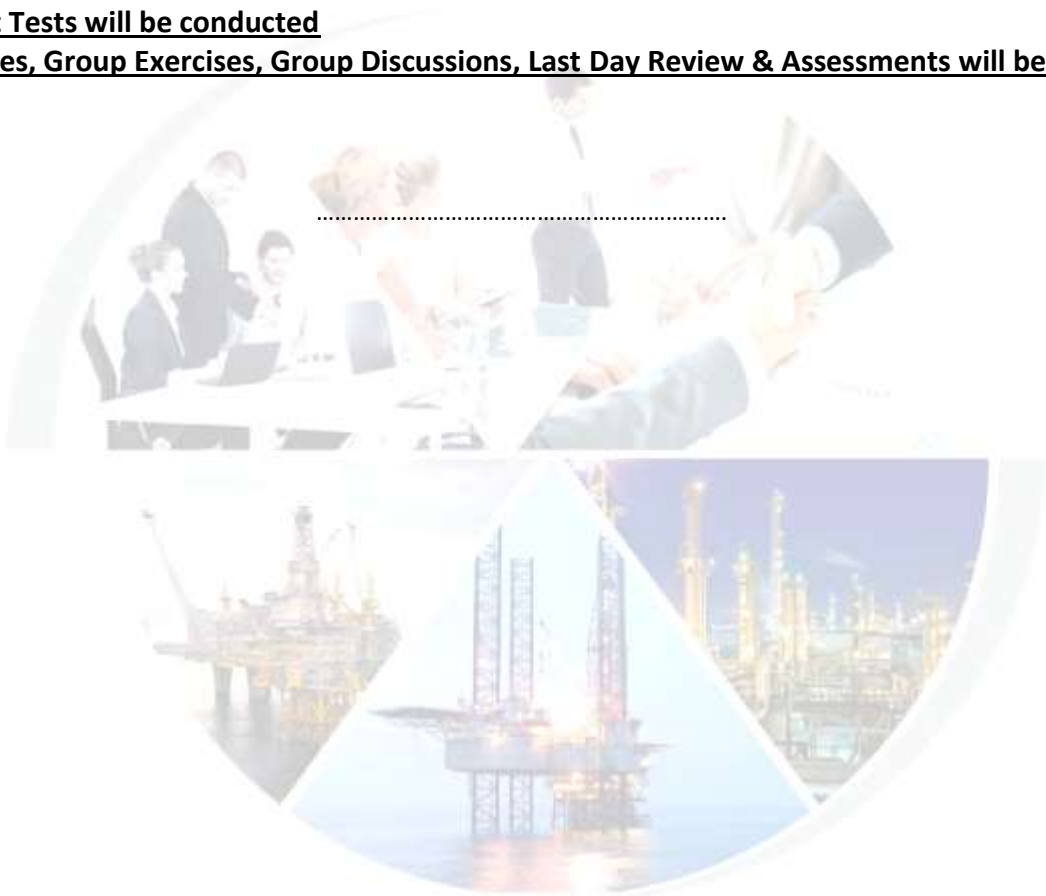 Tests will be conducted
es, Group Exercises, Group Discussions, Last Day Review & Assessments will be
……………………………………………………………